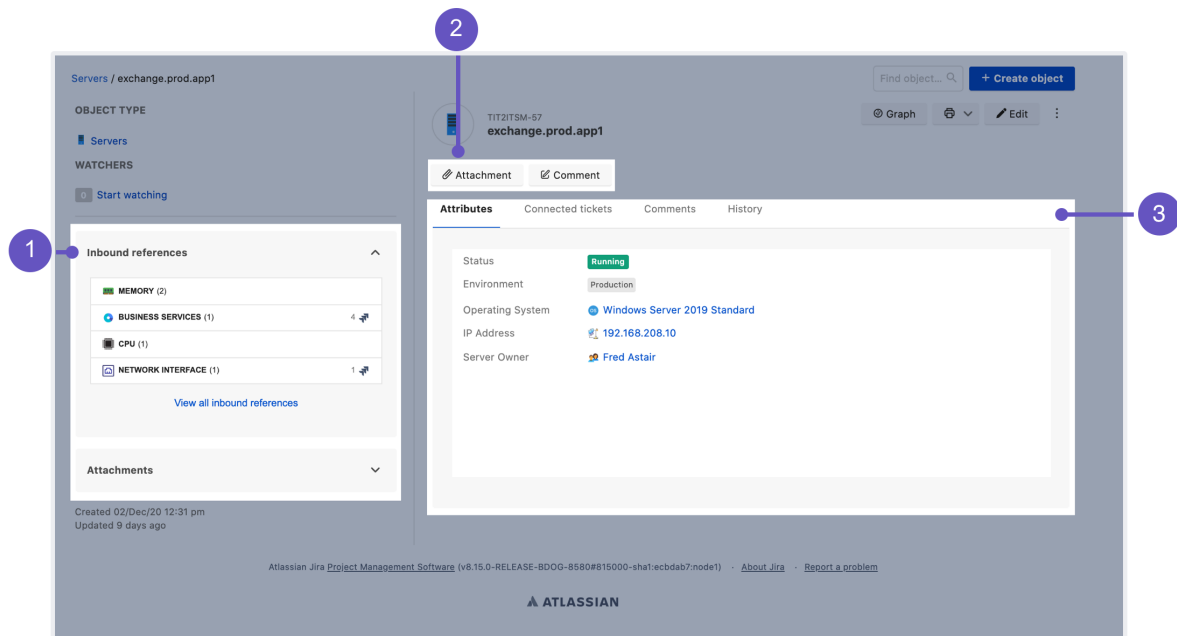 2
Servers / exchange.prod.app1
Find object...
+ Create object
OBJECT TYPE
Servers
WATCHERS
0 Start watching
TIT2ITSM-57
exchange.prod.app1
Graph
Edit
Attachment
Comment
Attributes Connected tickets Comments History
3
1
Inbound references
MEMORY (2)
BUSINESS SERVICES (1) 4
CPU (1)
NETWORK INTERFACE (1) 1
View all inbound references
Attachments
Status Running
Environment Production
Operating System OS Windows Server 2019 Standard
IP Address 192.168.208.10
Server Owner Fred Astair
Created 02/Dec/20 12:31 pm
Updated 9 days ago
Atlassian Jira Project Management Software (v8.15.0-RELEASE-BDOG-8580#815000-sha1:ecbdab7:node1) · About Jira · Report a problem
ATLASSIAN